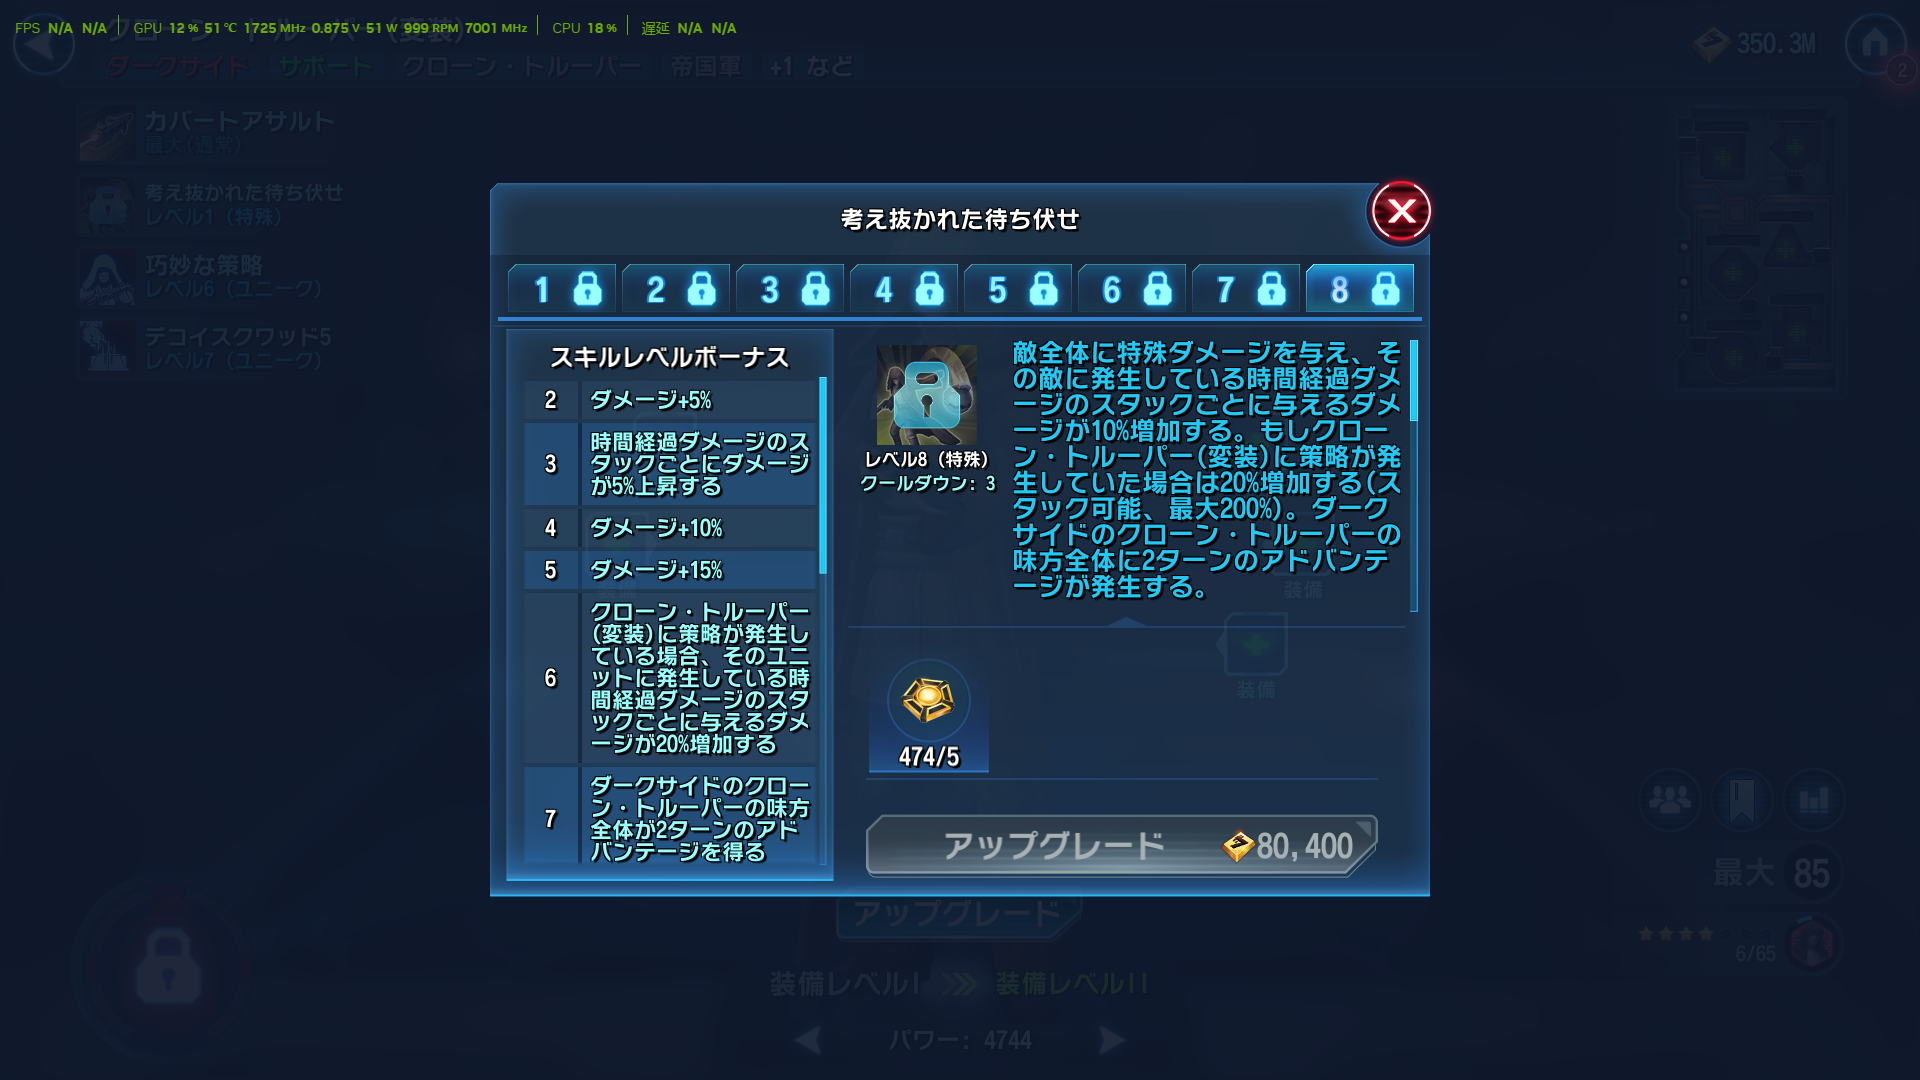 FPS N/A N/A GPU 12 % 51 ℃ 1725 MHz 0.875 V 51 W 999 RPM 7001 MHz CPU 18 % 遅延 N/A N/A
クローン・トルーパー(変装)
350.3M
2
ダークサイド サポート クローン・トルーパー 帝国軍 +1 など
カバートアサルト
最大(通常)
考え抜かれた待ち伏せ
レベル1（特殊）
巧妙な策略
レベル6（ユニーク）
デコイスクワッド5
レベル7（ユニーク）
考え抜かれた待ち伏せ
1 2 3 4 5 6 7 8
スキルレベルボーナス
2 ダメージ+5%
3 時間経過ダメージのス
タックごとにダメージ
が5%上昇する
4 ダメージ+10%
5 ダメージ+15%
6 クローン・トルーパー
(変装)に策略が発生し
ている場合、そのユニ
ットに発生している時
間経過ダメージのスタ
ックごとに与えるダメ
ージが20%増加する
7 ダークサイドのクロー
ン・トルーパーの味方
全体が2ターンのアド
バンテージを得る
レベル8（特殊）
クールダウン: 3
敵全体に特殊ダメージを与え、そ
の敵に発生している時間経過ダメ
ージのスタックごとに与えるダメ
ージが10%増加する。もしクロー
ン・トルーパー(変装)に策略が発
生していた場合は20%増加する(ス
タック可能、最大200%)。ダーク
サイドのクローン・トルーパーの
味方全体に2ターンのアドバンテ
ージが発生する。
装備
装備
装備
474/5
アップグレード 80,400
最大 85
6/65
アップグレード
装備レベルI 装備レベルII
パワー: 4744